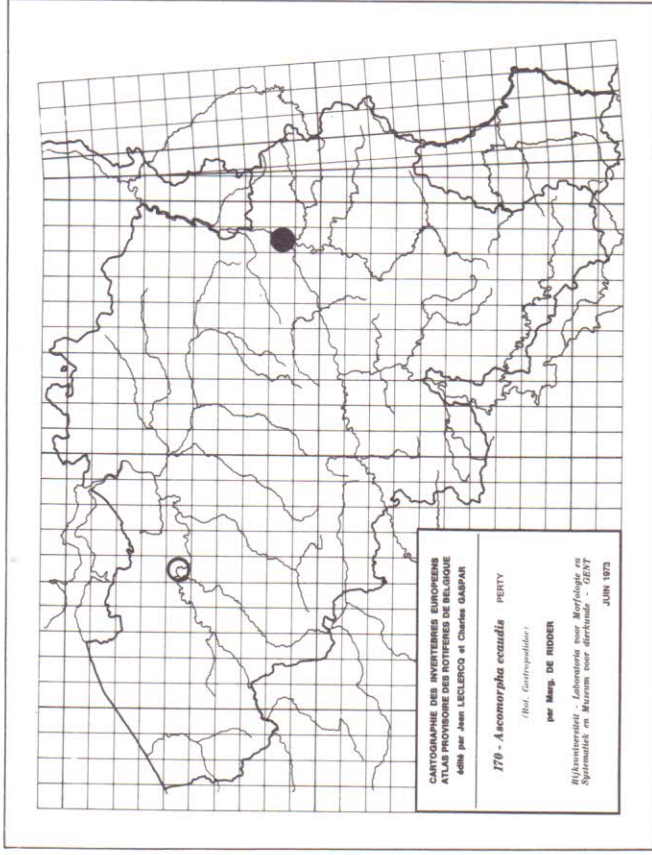 CARTOGRAPHIE DES INVERTEBRES EUROPEENS
ATLAS PROVISOIRE DES ROTIFERES DE BELGIQUE
édité par Jean LECLERCQ et Charles GASPAR
170 - Ascomorpha ecaudis PERTY
(Rot. Gastropodidae)
par Marg. DE RIDDER
Rijksuniversiteit - Laboratoria voor Morfologie en
Systematiek en Museum voor dierkunde - GENT
JUIN 1973